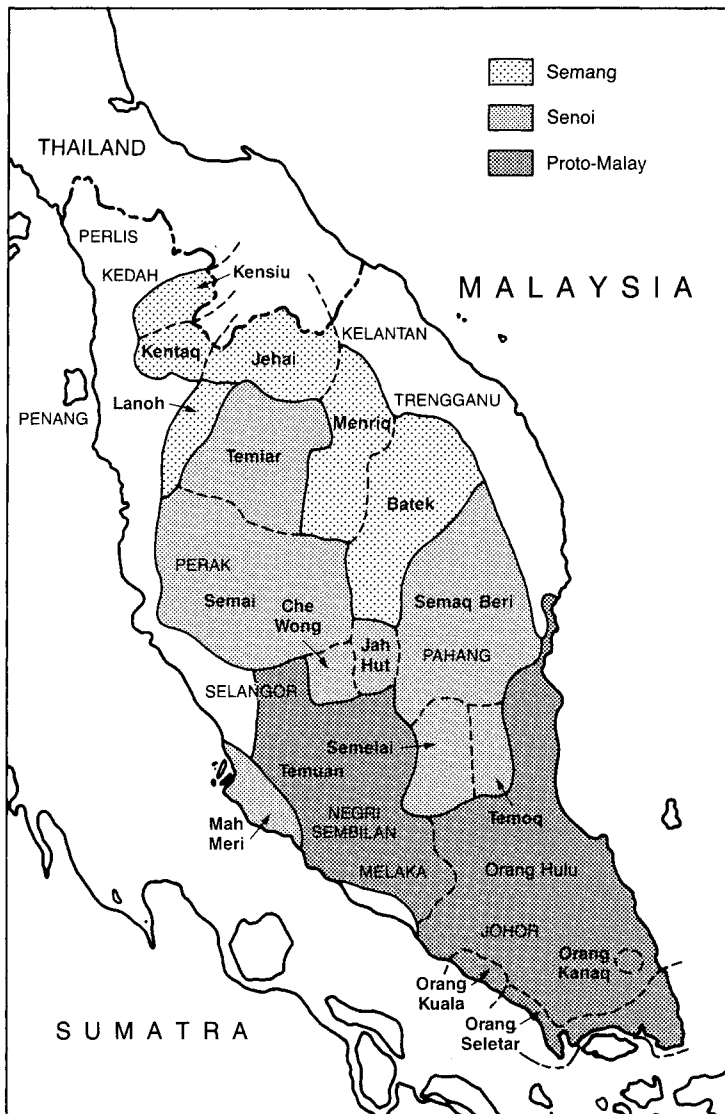 Semang
Senoi
Proto-Malay
THAILAND
PERLIS
KEDAH
Kensiu
MALAYSIA
KELANTAN
Kentaq
Jehai
TRENGGANU
Lanoh
PENANG
Menriq
Temiar
Batek
PERAK
Semai
Che
Wong
Semaq Beri
Jah
Hut
PAHANG
SELANGOR
Semelai
Temuan
Temoq
Mah
Meri
NEGRI
SEMBILAN
MELAKA
Orang Hulu
JOHOR
Orang
Kanaq
Orang
Kuala
Orang
Seletar
SUMATRA